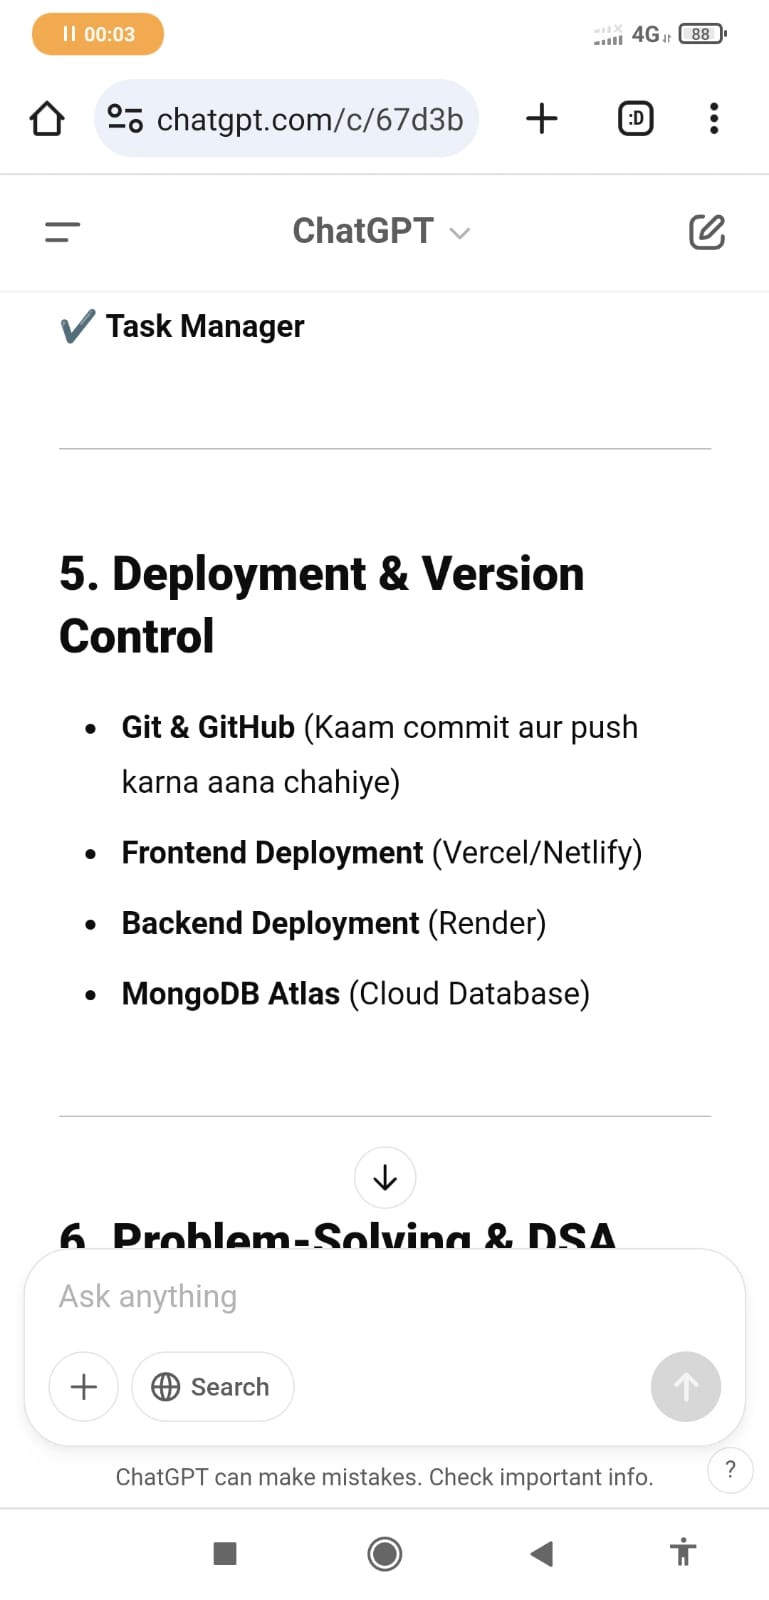 00:03
4G 88
chatgpt.com/c/67d3b
:D
ChatGPT
✔ Task Manager
5. Deployment & Version
Control
• Git & GitHub (Kaam commit aur push
karna aana chahiye)
• Frontend Deployment (Vercel/Netlify)
• Backend Deployment (Render)
• MongoDB Atlas (Cloud Database)
6. Problem-Solving & DSA
Ask anything
Search
ChatGPT can make mistakes. Check important info.
?